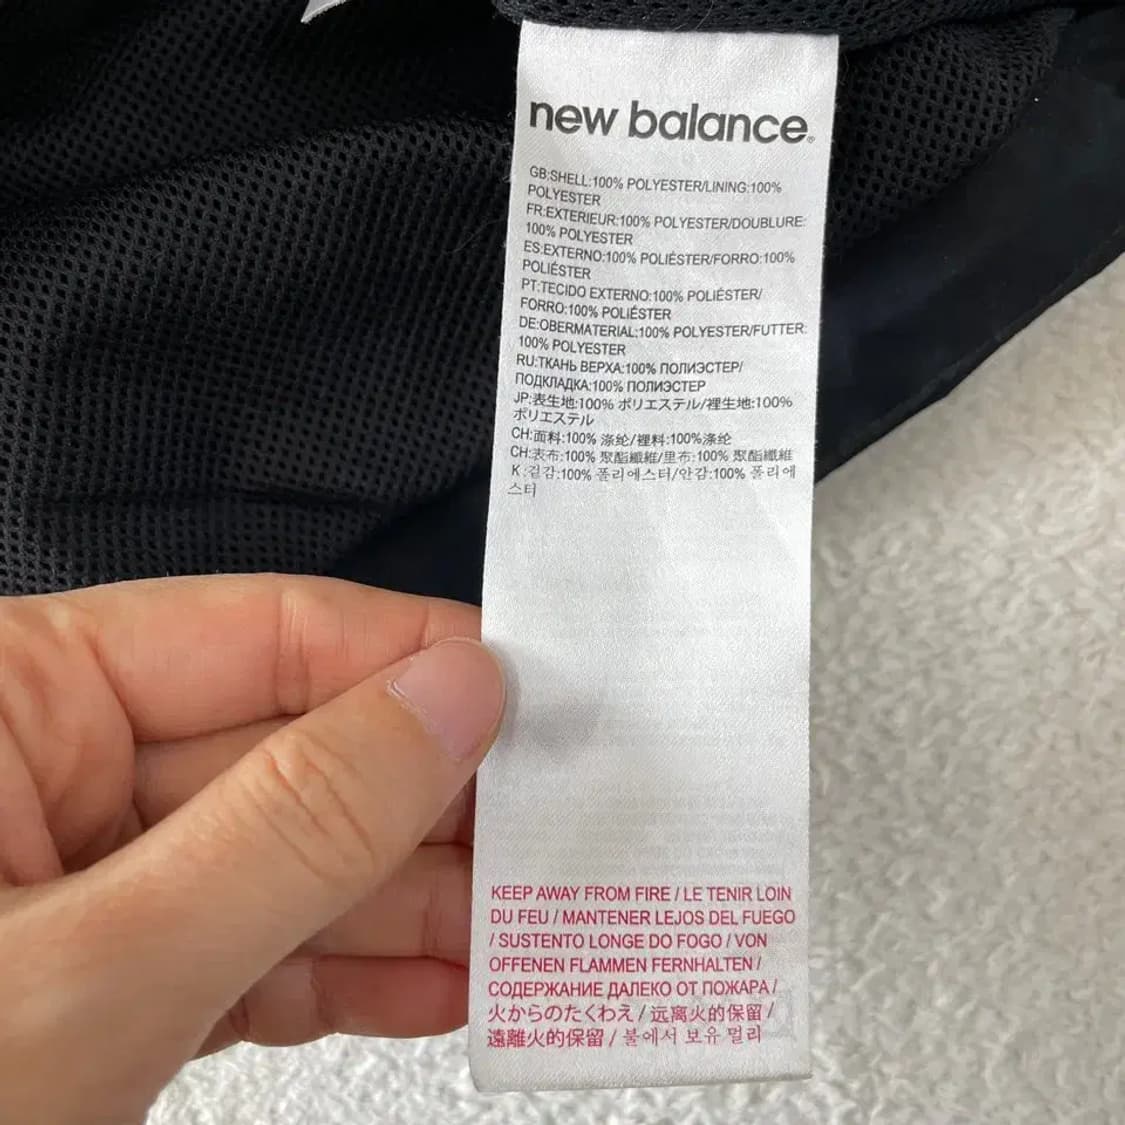 new balance®
GB:SHELL:100% POLYESTER/LINING:100%
POLYESTER
FR:EXTERIEUR:100% POLYESTER/DOUBLURE:
100% POLYESTER
ES:EXTERNO:100% POLIÉSTER/FORRO:100%
POLIÉSTER
PT:TECIDO EXTERNO:100% POLIÉSTER/
FORRO:100% POLIÉSTER
DE:OBERMATERIAL:100% POLYESTER/FUTTER:
100% POLYESTER
RU:ТКАНЬ ВЕРХА:100% ПОЛИЭСТЕР/
ПОДКЛАДКА:100% ПОЛИЭСТЕР
JP:表生地:100% ポリエステル/裡生地:100%
ポリエステル
CH:面料:100% 涤纶/裡料:100%涤纶
CH:表布:100% 聚酯纖維/里布:100% 聚酯纖維
K :겉감:100% 폴리에스터/안감:100% 폴리에
스터
KEEP AWAY FROM FIRE / LE TENIR LOIN
DU FEU / MANTENER LEJOS DEL FUEGO
/ SUSTENTO LONGE DO FOGO / VON
OFFENEN FLAMMEN FERNHALTEN /
СОДЕРЖАНИЕ ДАЛЕКО ОТ ПОЖАРА /
火からのたくわえ / 远离火的保留 /
遠離火的保留 / 불에서 보유 멀리